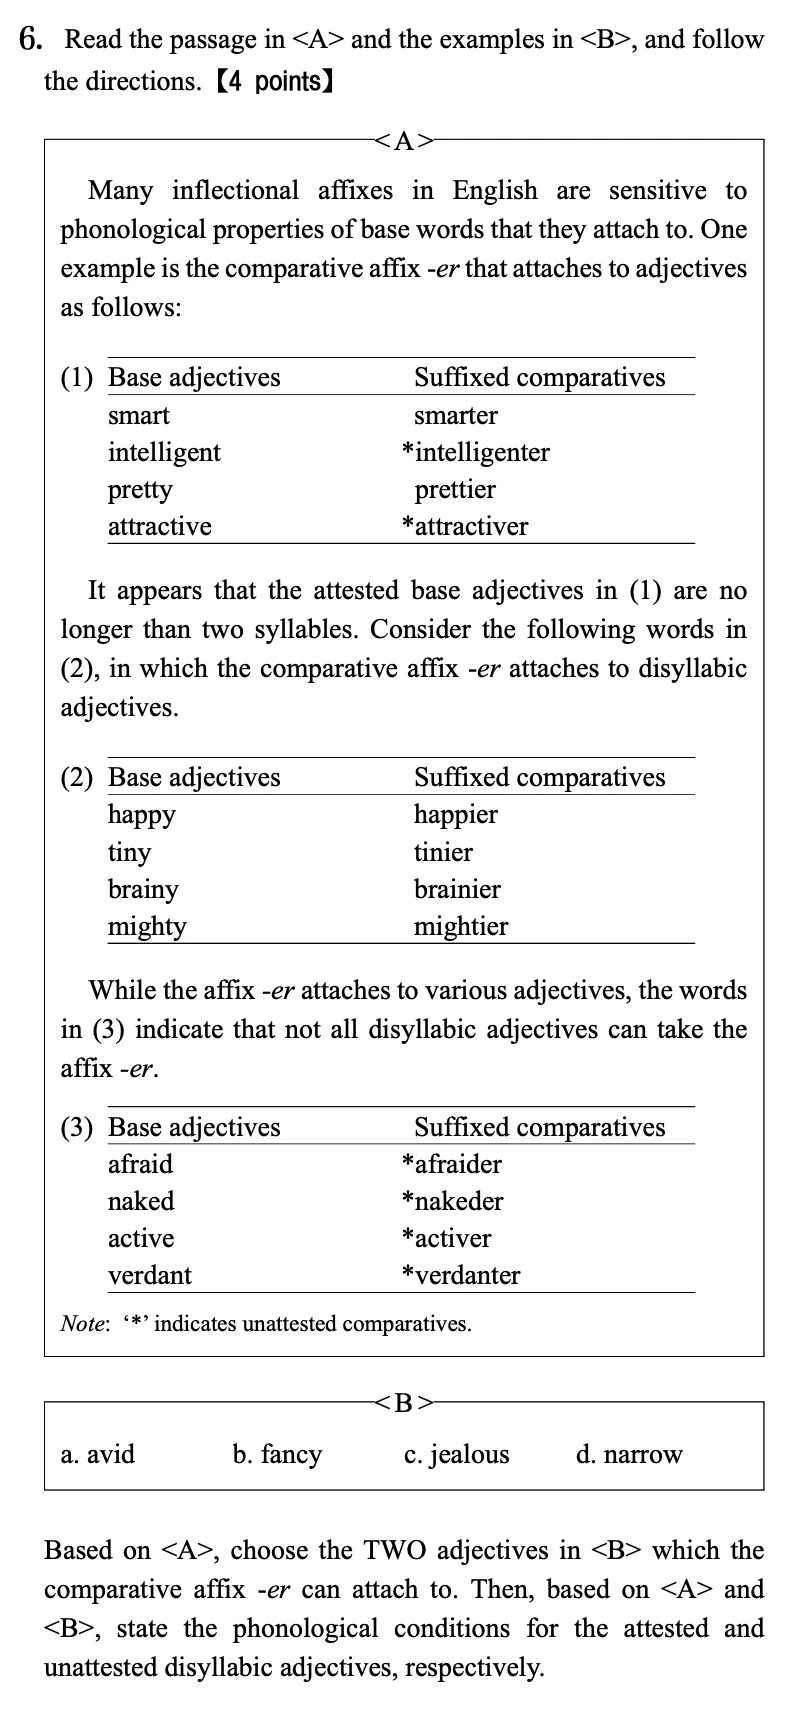 6. Read the passage in <A> and the examples in <B>, and follow
the directions.【4 points】
<A>
Many inflectional affixes in English are sensitive to
phonological properties of base words that they attach to. One
example is the comparative affix -er that attaches to adjectives
as follows:
(1) Base adjectives Suffixed comparatives
smart smarter
intelligent *intelligenter
pretty prettier
attractive *attractiver
It appears that the attested base adjectives in (1) are no
longer than two syllables. Consider the following words in
(2), in which the comparative affix -er attaches to disyllabic
adjectives.
(2) Base adjectives Suffixed comparatives
happy happier
tiny tinier
brainy brainier
mighty mightier
While the affix -er attaches to various adjectives, the words
in (3) indicate that not all disyllabic adjectives can take the
affix -er.
(3) Base adjectives Suffixed comparatives
afraid *afraider
naked *nakeder
active *activer
verdant *verdanter
Note: ‘*’ indicates unattested comparatives.
<B>
a. avid b. fancy c. jealous d. narrow
Based on <A>, choose the TWO adjectives in <B> which the
comparative affix -er can attach to. Then, based on <A> and
<B>, state the phonological conditions for the attested and
unattested disyllabic adjectives, respectively.